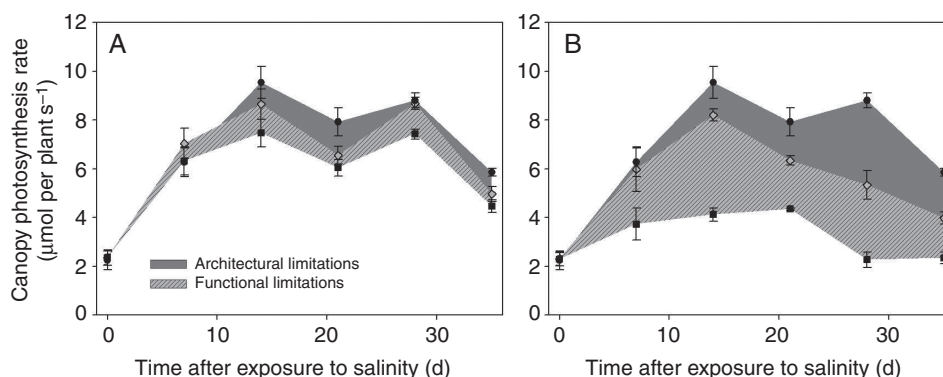 A
B
Canopy photosynthesis rate
(μmol per plant s⁻¹)
12
10
8
6
4
2
0
Architectural limitations
Functional limitations
0
10
20
30
Time after exposure to salinity (d)
12
10
8
6
4
2
0
0
10
20
30
Time after exposure to salinity (d)